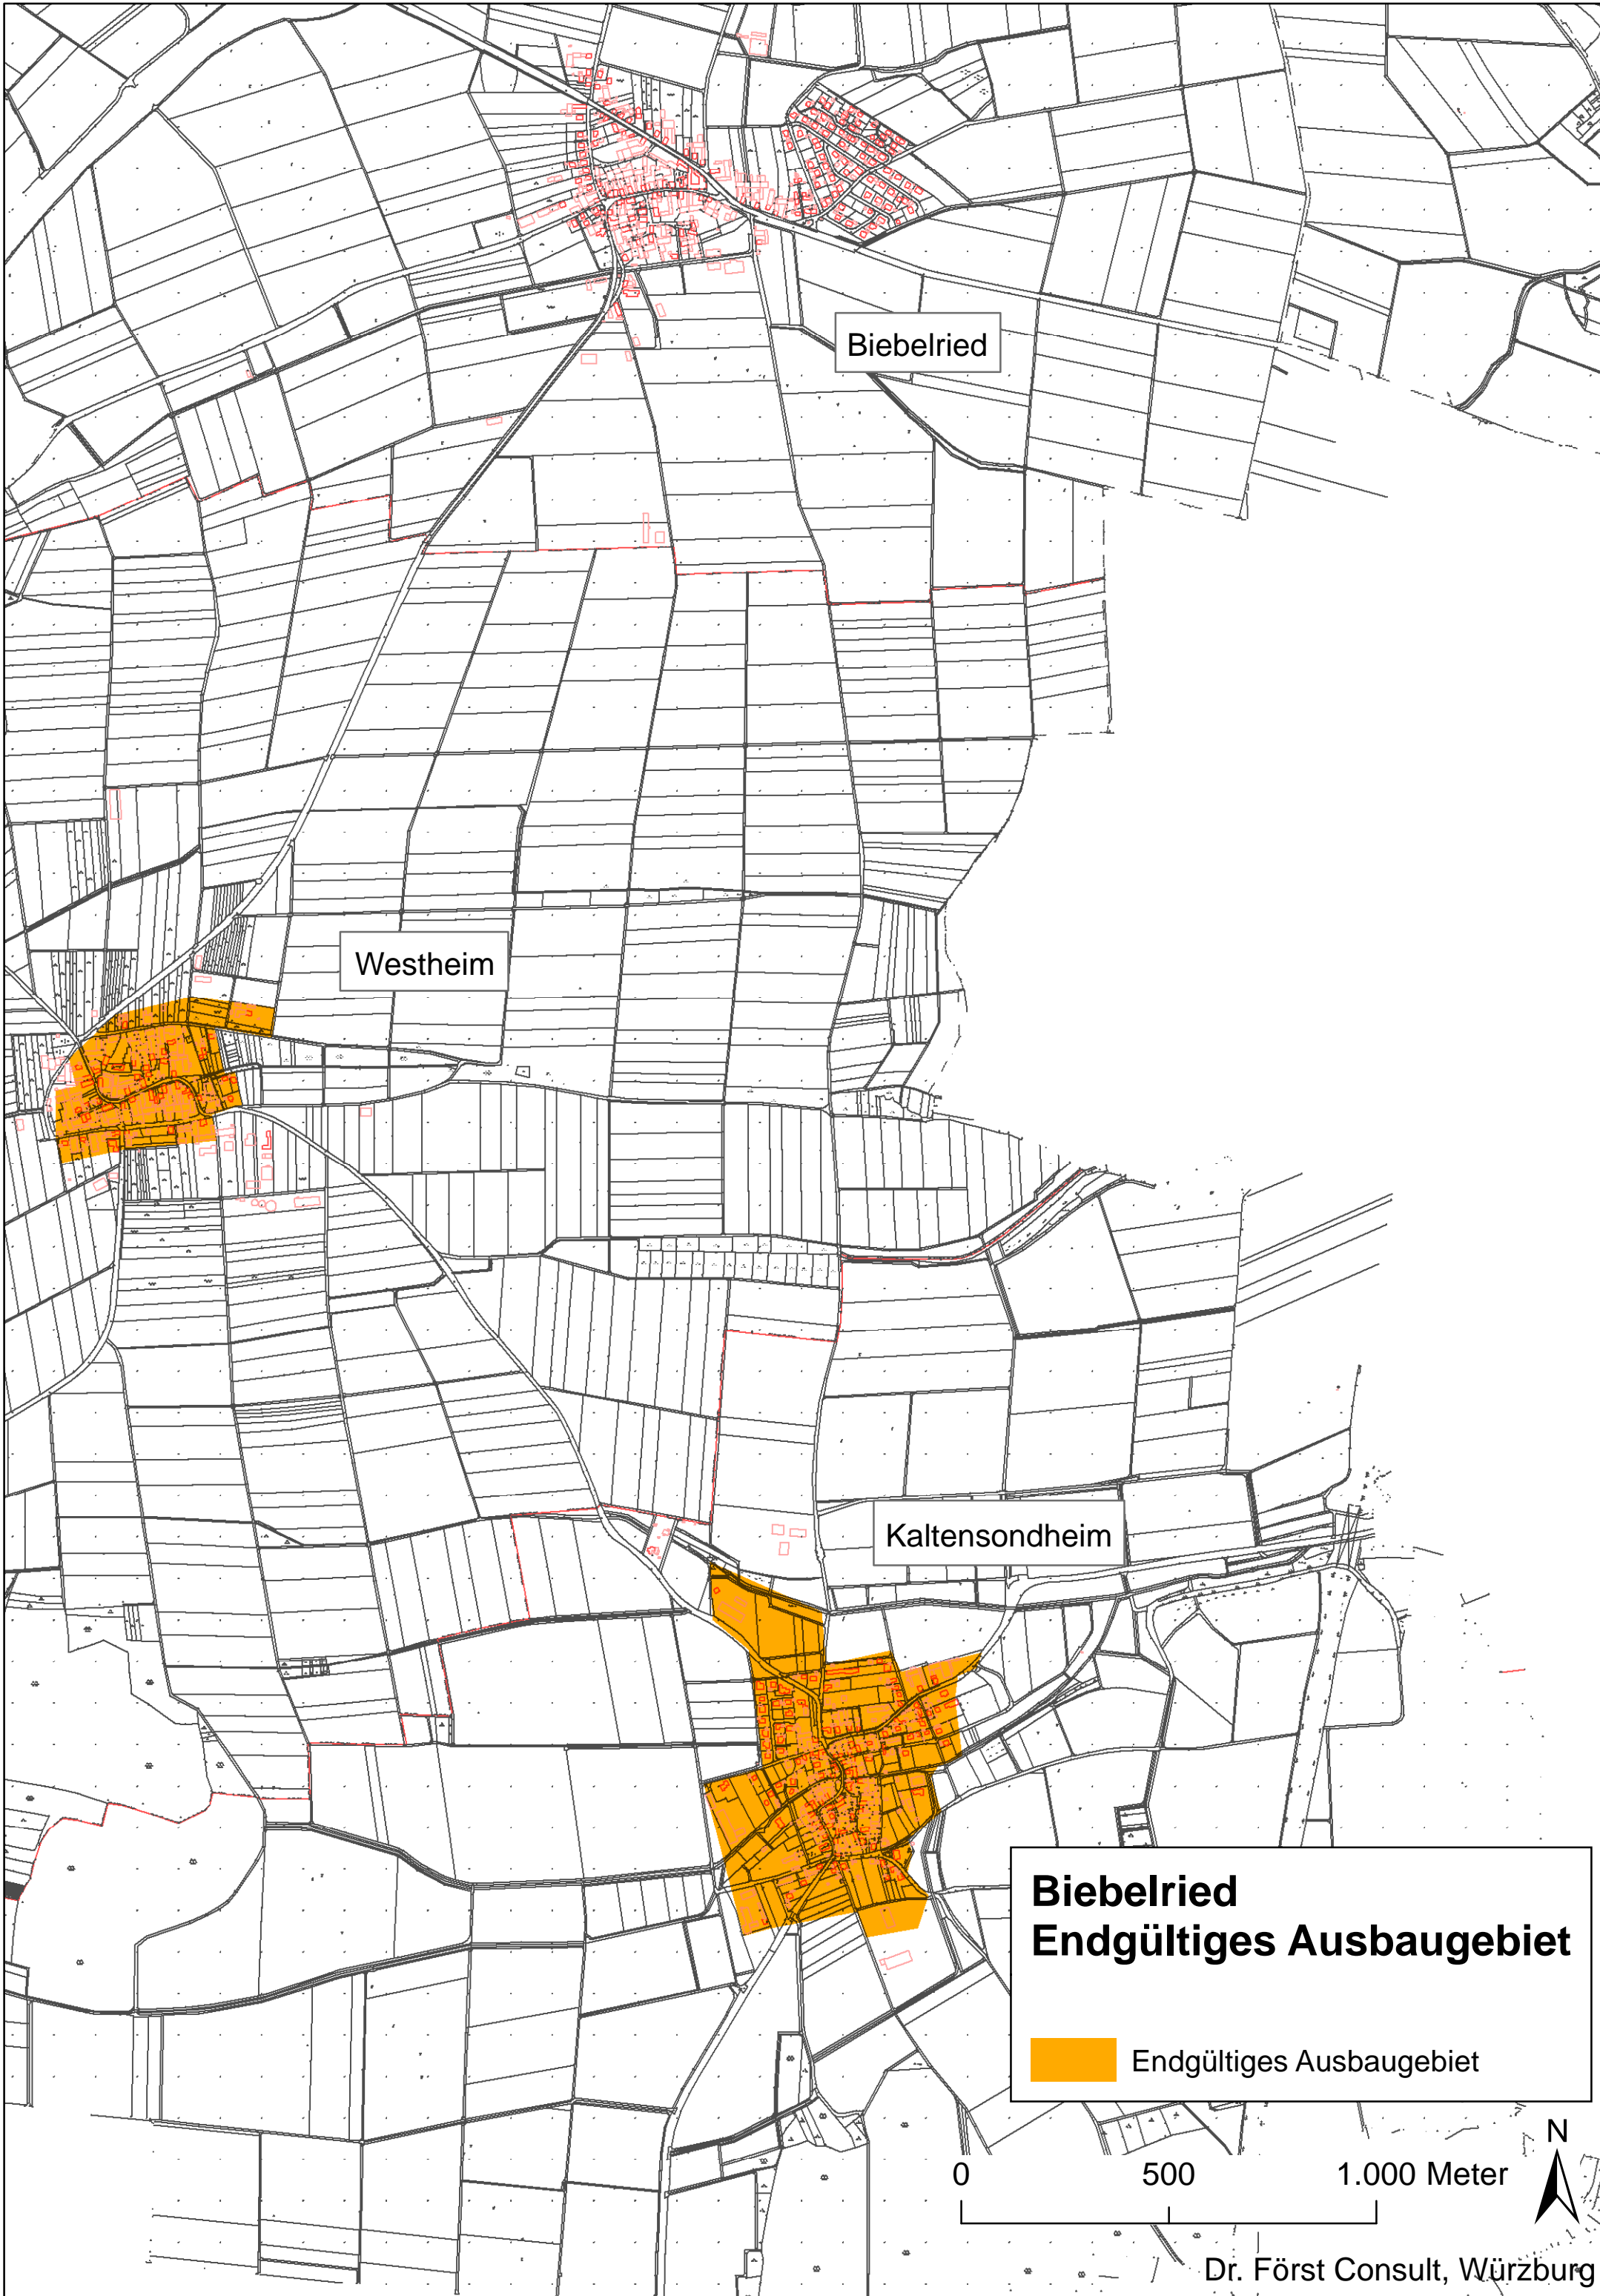 Biebelried
Westheim
Kaltensondheim
Biebelried
Endgültiges Ausbaugebiet
Endgültiges Ausbaugebiet
N
0 500 1.000 Meter
Dr. Först Consult, Würzburg